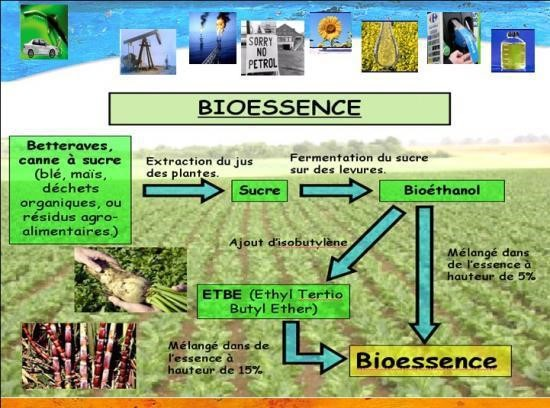 SORRY
NO
PETROL
BIOESSENCE
Betteraves,
canne à sucre
(blé, maïs,
déchets
organiques, ou
résidus agro-
alimentaires.)
Extraction du jus
des plantes.
Sucre
Fermentation du sucre
sur des levures.
Bioéthanol
Ajout d'isobutylène
Mélangé dans
de l'essence à
hauteur de 5%
ETBE (Ethyl Tertio
Butyl Ether)
Mélangé dans de
l'essence à
hauteur de 15%
Bioessence